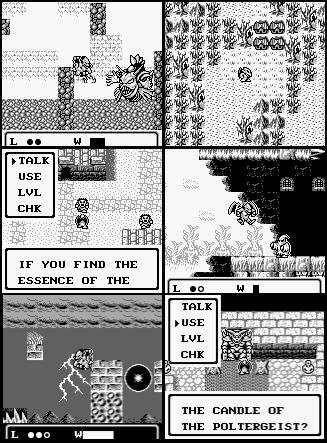 L W
TALK
USE
LVL
CHK
IF YOU FIND THE
ESSENCE OF THE
L W
L W
TALK
USE
LVL
CHK
THE CANDLE OF
THE POLTERGEIST?